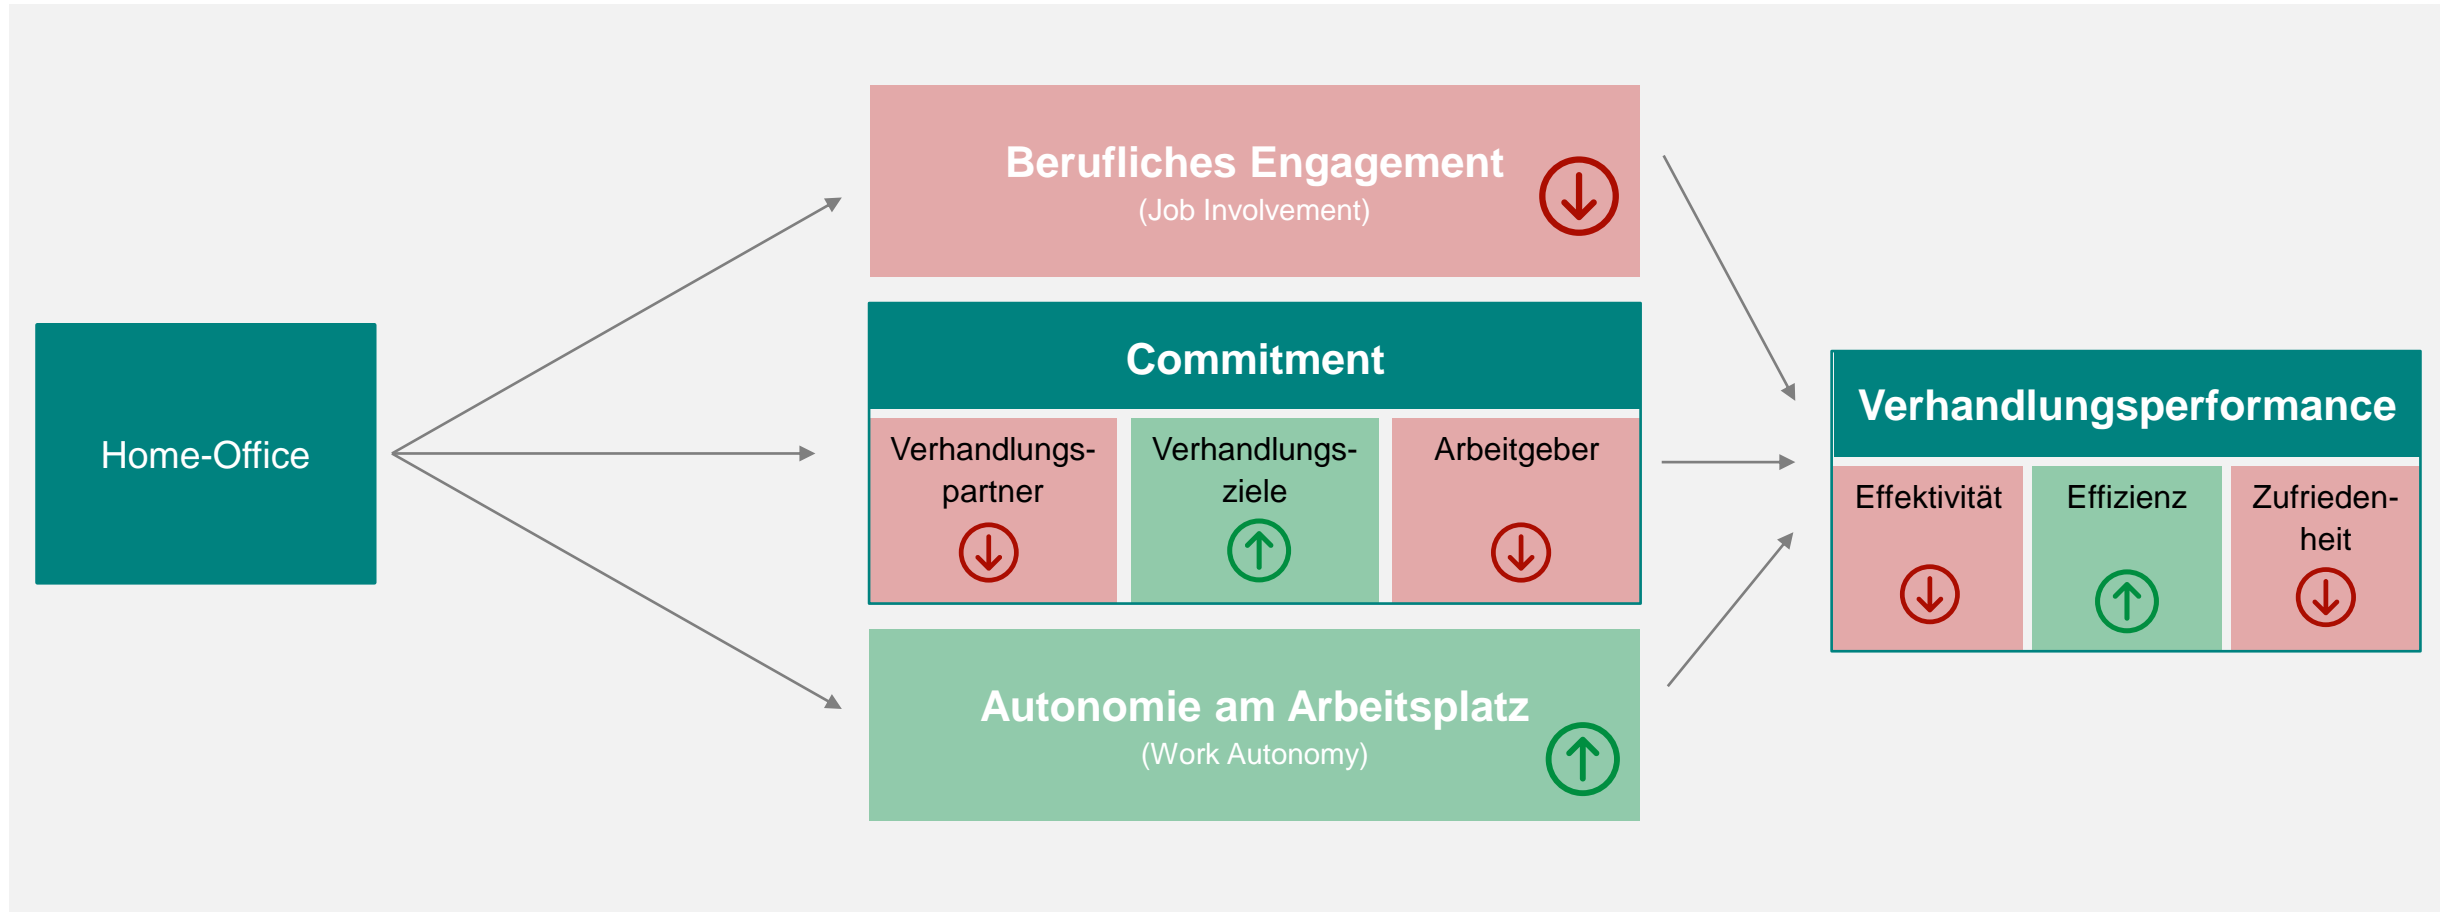 Home-Office
Berufliches Engagement
(Job Involvement)
Commitment
Verhandlungs-
partner
Verhandlungs-
ziele
Arbeitgeber
Autonomie am Arbeitsplatz
(Work Autonomy)
Verhandlungsperformance
Effektivität
Effizienz
Zufrieden-
heit